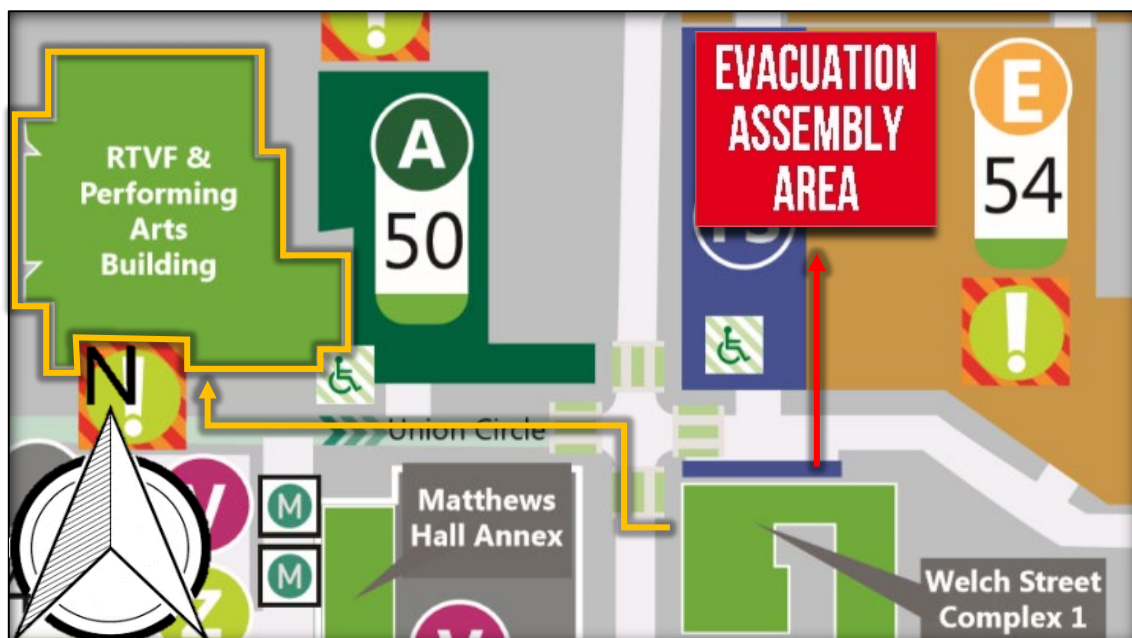 EVACUATION
ASSEMBLY
AREA
E
54
A
50
RTVF &
Performing
Arts
Building
!
!
!
N
Union Circle
M
M
Matthews
Hall Annex
Welch Street
Complex 1